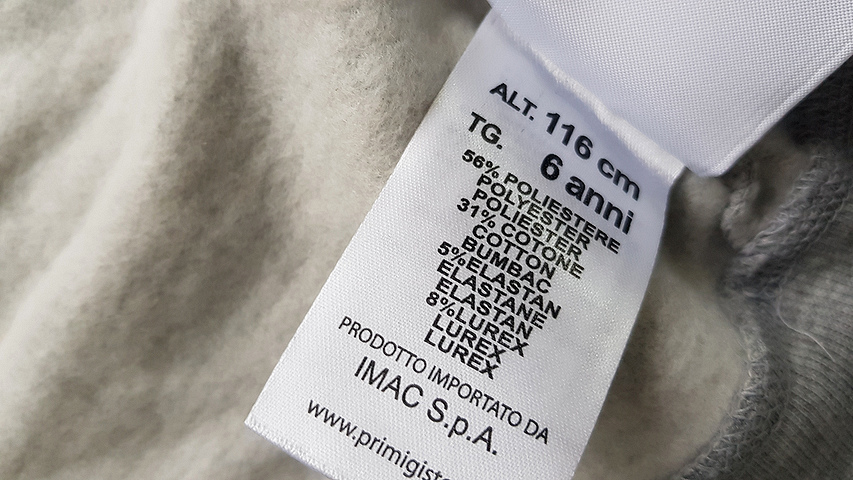 ALT. 116 cm
TG. 6 anni
56% POLIESTERE
POLYESTER
POLIESTER
31% COTONE
COTTON
BUMBAC
5%ELASTAN
ELASTANE
ELASTAN
8%LUREX
LUREX
LUREX
PRODOTTO IMPORTATO DA
IMAC S.p.A.
www.primigisto